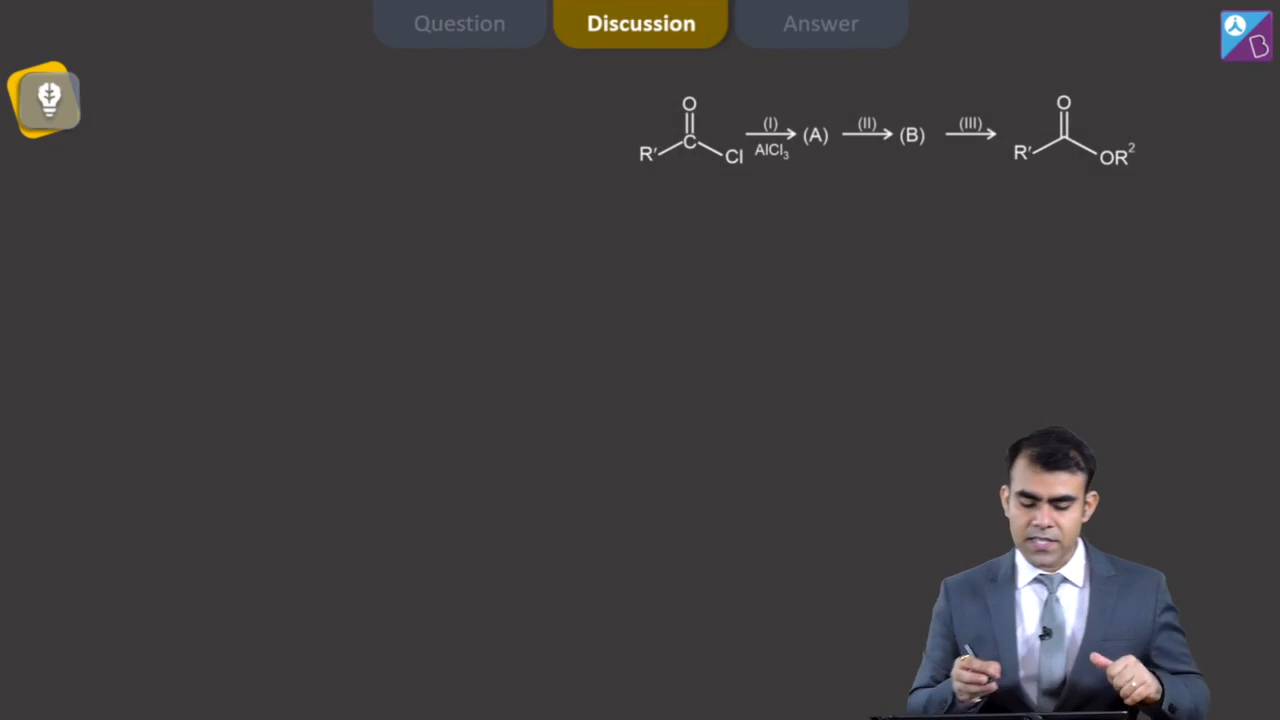 Question
Discussion
Answer
O
R′ C Cl
(I)
AlCl₃
(A)
(II)
(B)
(III)
O
R′ OR²